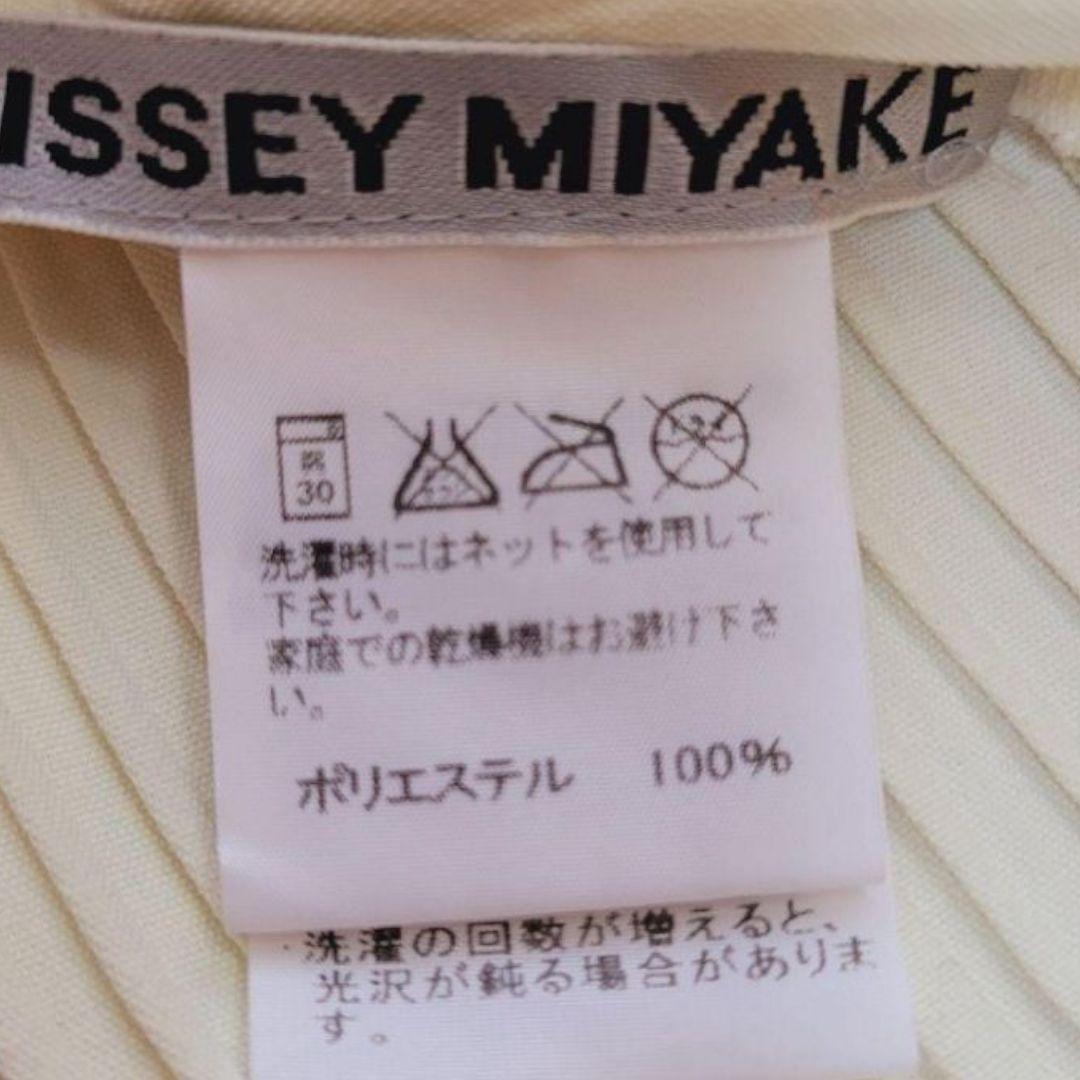 ISSEY MIYAKE
30
洗濯時にはネットを使用して
下さい。
家庭での乾燥機はお避け下さ
い。
ポリエステル 100%
洗濯の回数が増えると、
光沢が鈍る場合がありま
す。